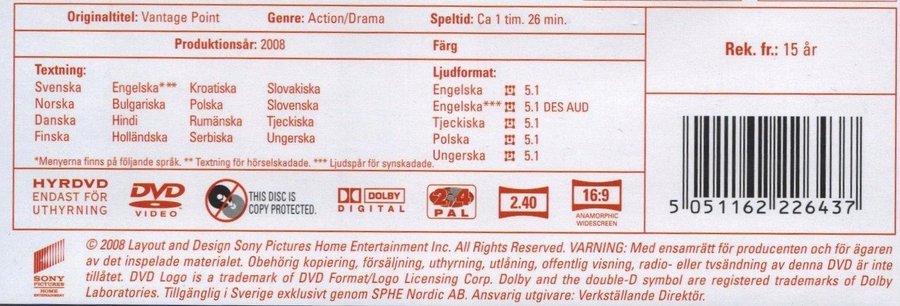 Originaltitel: Vantage Point Genre: Action/Drama Speltid: Ca 1 tim. 26 min.
Produktionsår: 2008 Färg
Rek. fr.: 15 år
Textning:
Svenska Engelska*** Kroatiska Slovakiska
Norska Bulgariska Polska Slovenska
Danska Hindi Rumänska Tjeckiska
Finska Holländska Serbiska Ungerska
*Menyerna finns på följande språk. ** Textning för hörselskadade. *** Ljudspår för synskadade.
Ljudformat:
Engelska 5.1
Engelska*** 5.1 DES AUD
Tjeckiska 5.1
Polska 5.1
Ungerska 5.1
HYRDVD
ENDAST FÖR
UTHYRNING
DVD
VIDEO
THIS DISC IS
COPY PROTECTED.
DOLBY
DIGITAL
2 4
PAL
2.40
16:9
ANAMORPHIC
WIDESCREEN
5 051162 226437
SONY
PICTURES
HOME
ENTERTAINMENT
© 2008 Layout and Design Sony Pictures Home Entertainment Inc. All Rights Reserved. VARNING: Med ensamrätt för producenten och för ägaren
av det inspelade materialet. Obehörig kopiering, försäljning, uthyrning, utlåning, offentlig visning, radio- eller tvsändning av denna DVD är inte
tillåtet. DVD Logo is a trademark of DVD Format/Logo Licensing Corp. Dolby and the double-D symbol are registered trademarks of Dolby
Laboratories. Tillgänglig i Sverige exklusivt genom SPHE Nordic AB. Ansvarig utgivare: Verkställande Direktör.